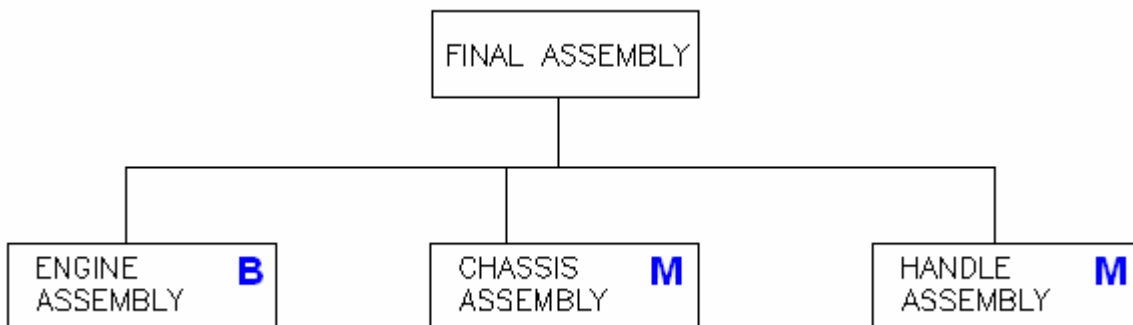 FINAL ASSEMBLY
ENGINE B
ASSEMBLY
CHASSIS M
ASSEMBLY
HANDLE M
ASSEMBLY